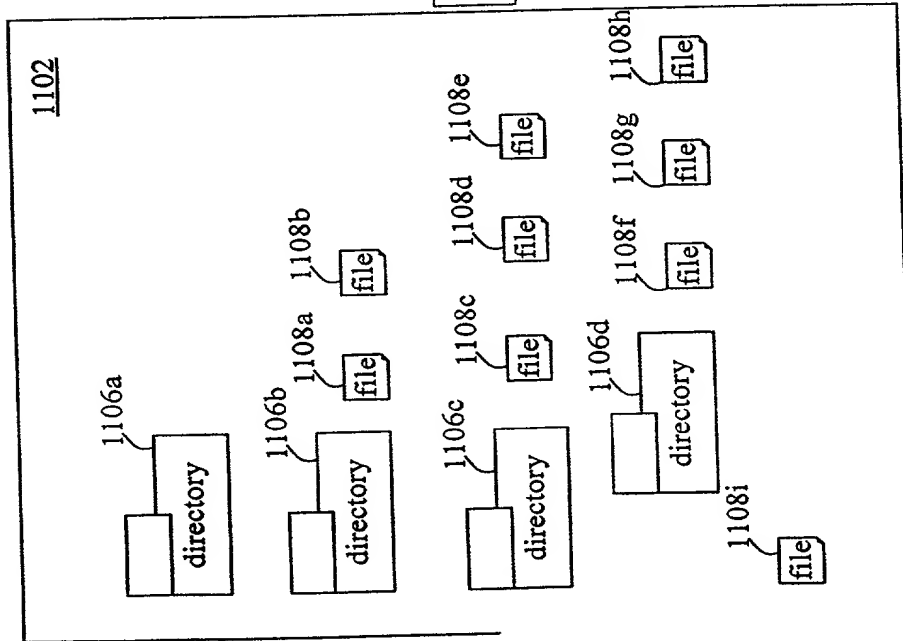 1102
1106a
directory
1106b
directory
1108a
file
1108b
file
1106c
directory
1108c
file
1108d
file
1108e
file
1106d
directory
1108f
file
1108g
file
1108h
file
1108i
file